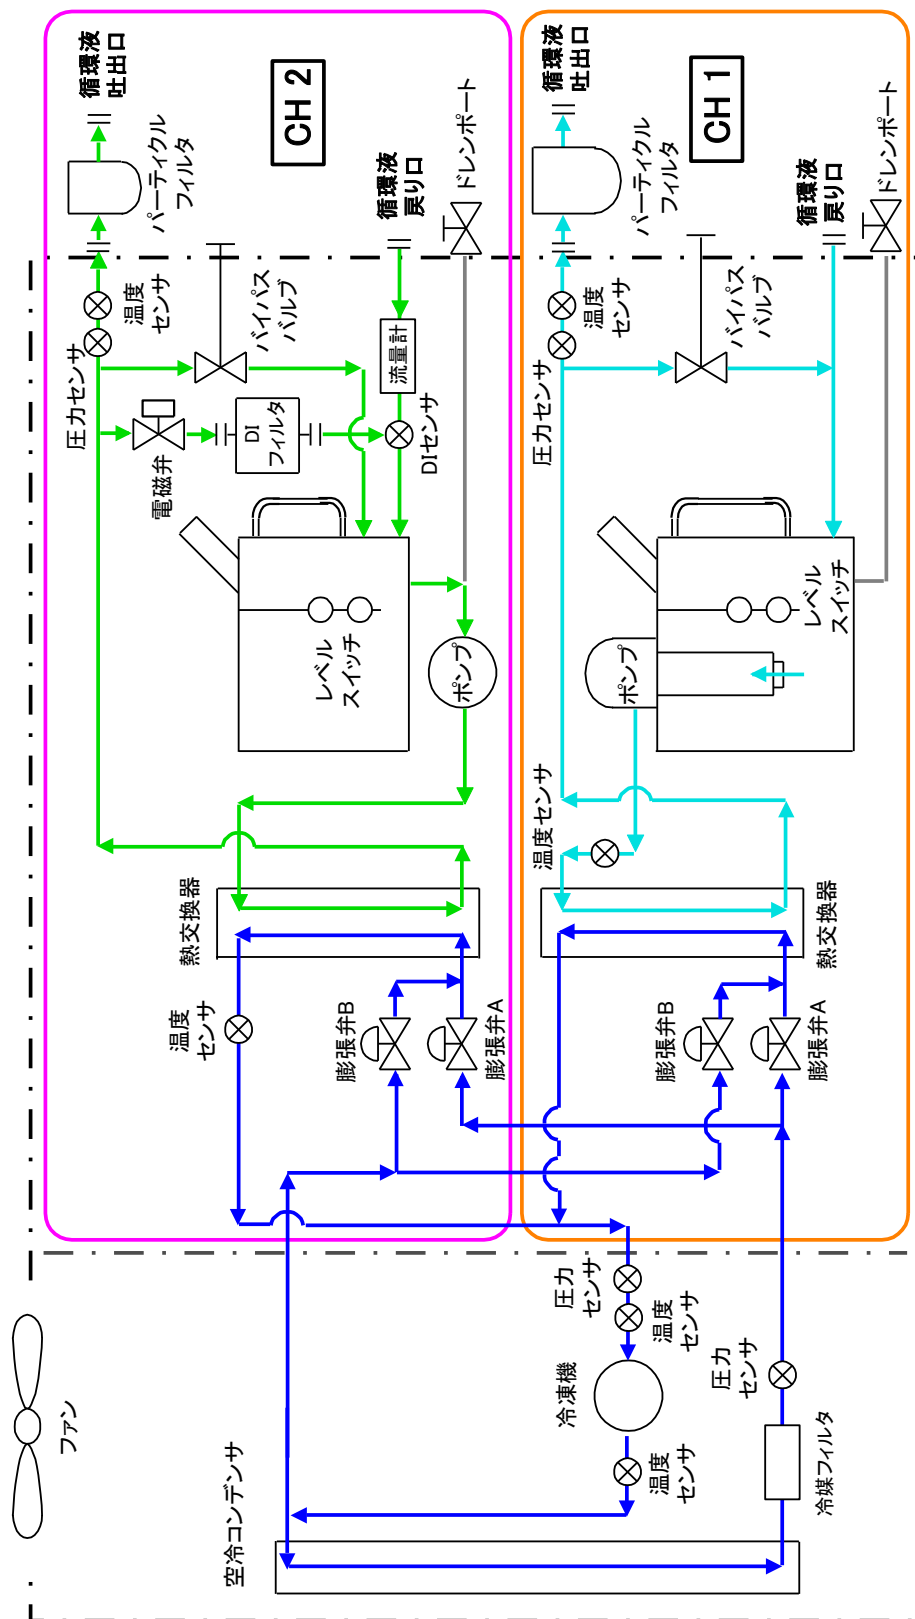 循環液
吐出口
パーティクル
フィルタ
CH 2
循環液
戻り口
ドレンポート
温度
センサ
圧力センサ
バイパス
バルブ
流量計
DI
フィルタ
DIセンサ
電磁弁
レベル
スイッチ
ポンプ
熱交換器
温度
センサ
膨張弁B
膨張弁A
循環液
吐出口
パーティクル
フィルタ
CH 1
循環液
戻り口
ドレンポート
温度
センサ
圧力センサ
バイパス
バルブ
レベル
スイッチ
ポンプ
温度センサ
熱交換器
膨張弁B
膨張弁A
ファン
空冷コンデンサ
圧力
センサ
温度
センサ
冷凍機
温度
センサ
圧力
センサ
冷媒フィルタ